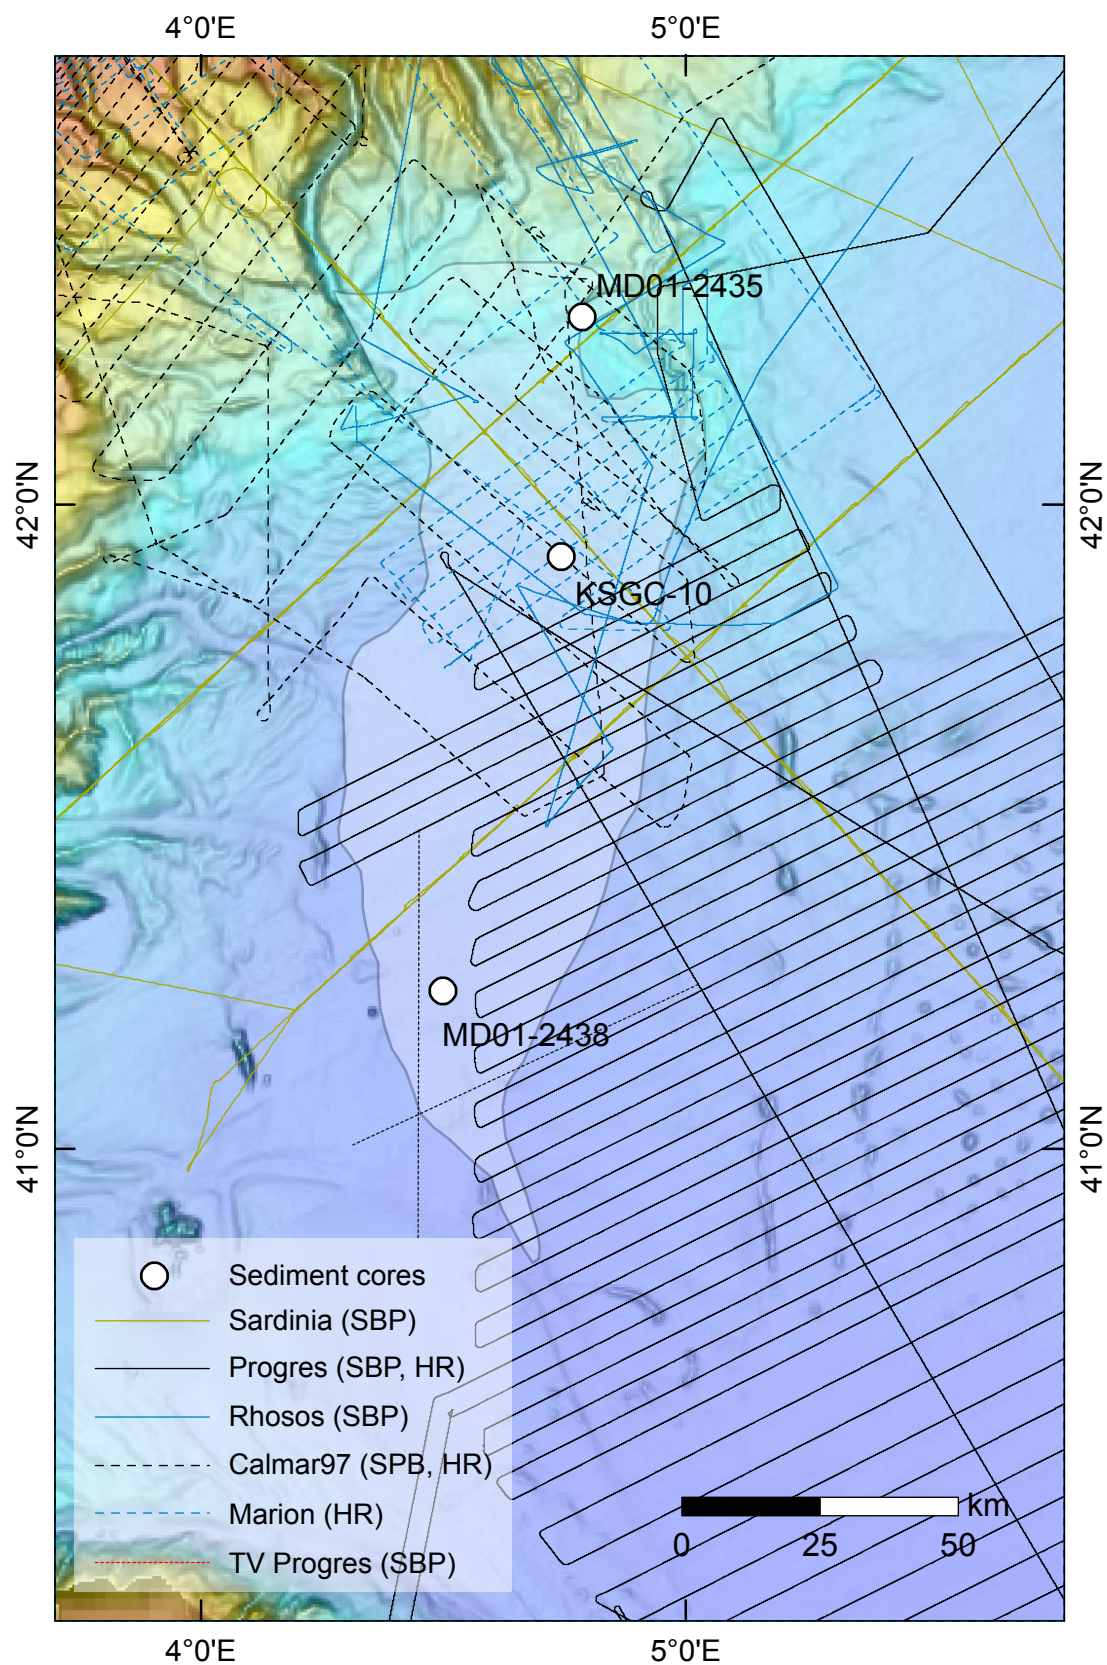 4°0'E 5°0'E
MD01-2435
42°0'N 42°0'N
KSGC-10
MD01-2438
41°0'N 41°0'N
Sediment cores
Sardinia (SBP)
Progres (SBP, HR)
Rhosos (SBP)
Calmar97 (SPB, HR)
Marion (HR)
TV Progres (SBP)
km
0 25 50
4°0'E 5°0'E